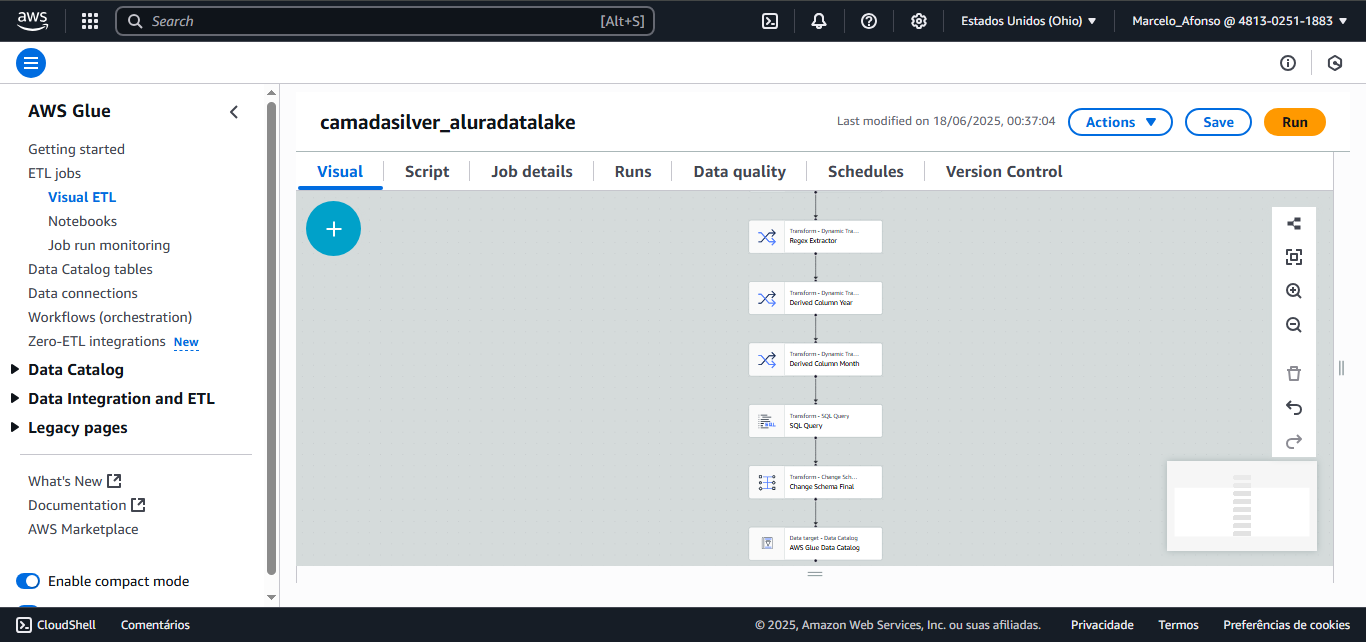 aws
Search
[Alt+S]
Estados Unidos (Ohio)
Marcelo_Afonso @ 4813-0251-1883
AWS Glue
Getting started
ETL jobs
Visual ETL
Notebooks
Job run monitoring
Data Catalog tables
Data connections
Workflows (orchestration)
Zero-ETL integrations New
Data Catalog
Data Integration and ETL
Legacy pages
What's New
Documentation
AWS Marketplace
Enable compact mode
camadasilver_aluradatalake
Last modified on 18/06/2025, 00:37:04
Actions
Save
Run
Visual
Script
Job details
Runs
Data quality
Schedules
Version Control
Transform - Dynamic Tra...
Regex Extractor
Transform - Dynamic Tra...
Derived Column Year
Transform - Dynamic Tra...
Derived Column Month
Transform - SQL Query
SQL Query
Transform - Change Sch...
Change Schema Final
Data target - Data Catalog
AWS Glue Data Catalog
CloudShell
Comentários
© 2025, Amazon Web Services, Inc. ou suas afiliadas.
Privacidade
Termos
Preferências de cookies